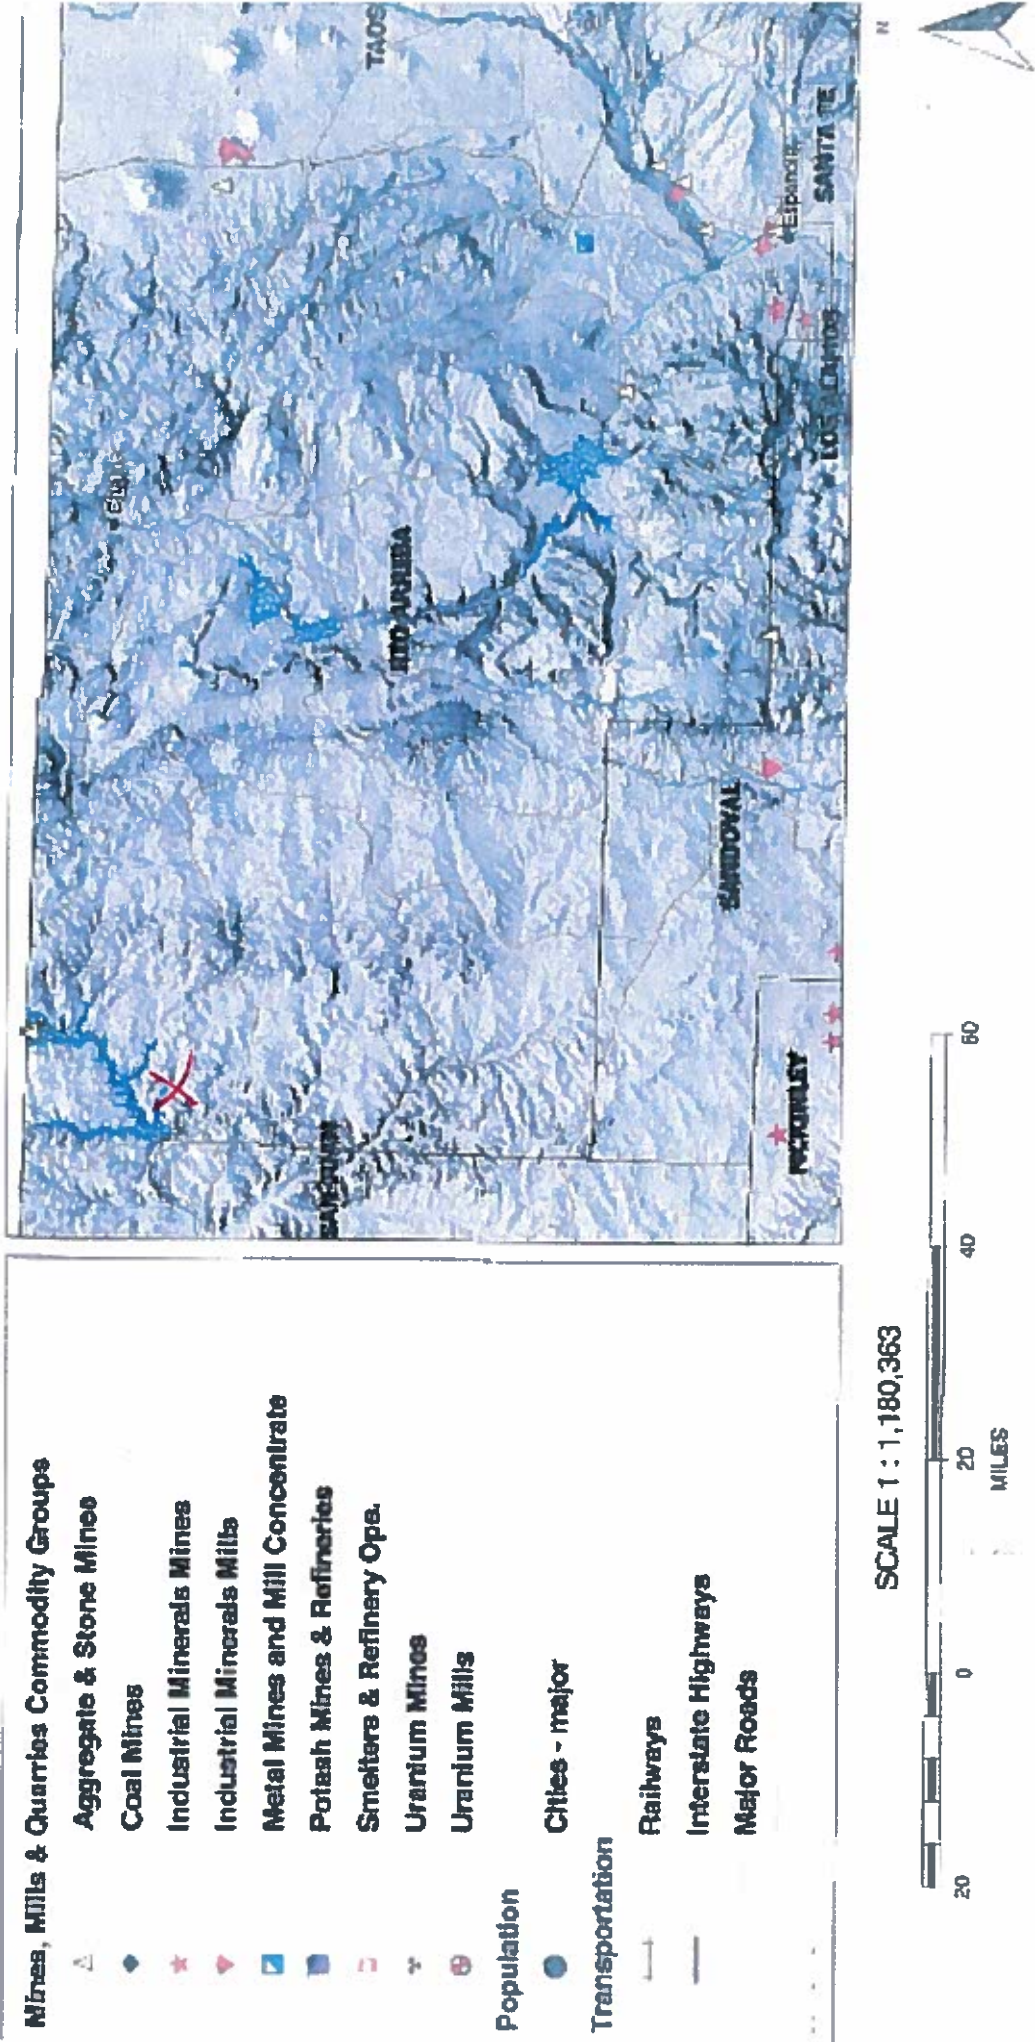 Mines, Mills & Quarries Commodity Groups
Aggregate & Stone Mines
Coal Mines
Industrial Minerals Mines
Industrial Minerals Mills
Metal Mines and Mill Concentrate
Potash Mines & Refineries
Smelters & Refinery Ops.
Uranium Mines
Uranium Mills
Population
Cities - major
Transportation
Railways
Interstate Highways
Major Roads
SAN JUAN
RIO ARRIBA
TAOS
SANDOVAL
MCKINLEY
LOS ALAMOS
SANTA FE
SCALE 1 : 1,180,363
20 0 20 40 60
MILES
N